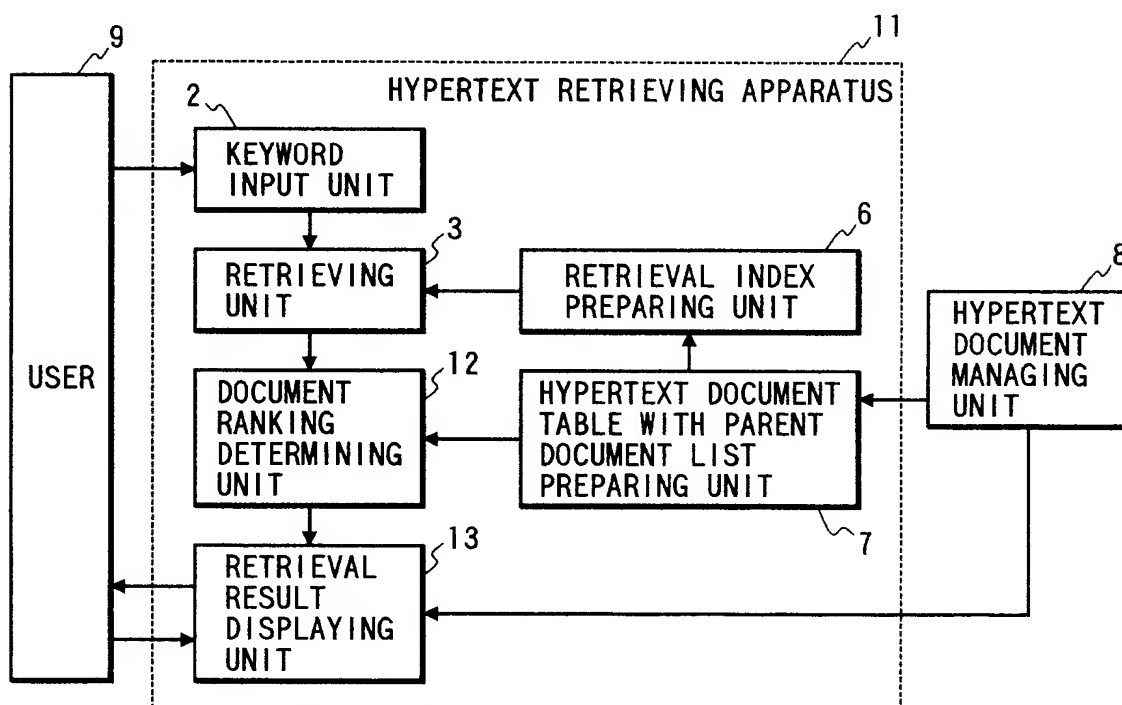 11
9
HYPERTEXT RETRIEVING APPARATUS
2
KEYWORD
INPUT UNIT
3
RETRIEVING
UNIT
6
RETRIEVAL INDEX
PREPARING UNIT
8
HYPERTEXT
DOCUMENT
MANAGING
UNIT
USER
12
DOCUMENT
RANKING
DETERMINING
UNIT
HYPERTEXT DOCUMENT
TABLE WITH PARENT
DOCUMENT LIST
PREPARING UNIT
7
13
RETRIEVAL
RESULT
DISPLAYING
UNIT